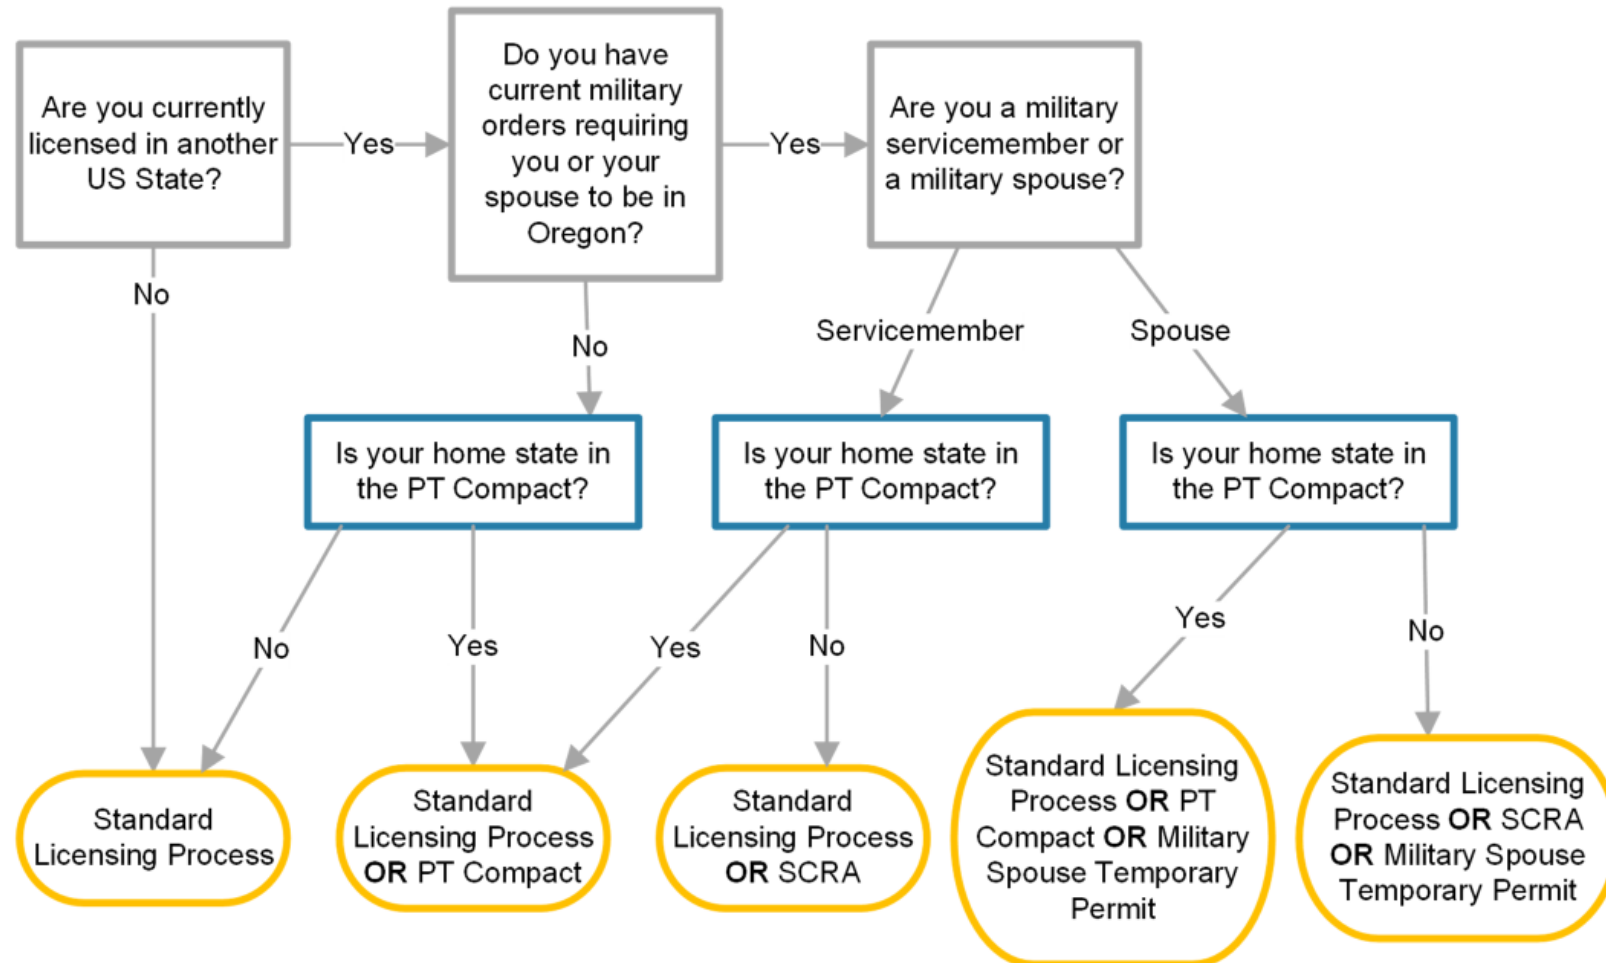 Are you currently
licensed in another
US State?
Yes
Do you have
current military
orders requiring
you or your
spouse to be in
Oregon?
Yes
Are you a military
servicemember or
a military spouse?
No
No
Servicemember
Spouse
Is your home state in
the PT Compact?
Is your home state in
the PT Compact?
Is your home state in
the PT Compact?
No
Yes
Yes
No
Yes
No
Standard
Licensing Process
Standard
Licensing Process
OR PT Compact
Standard
Licensing Process
OR SCRA
Standard Licensing
Process OR PT
Compact OR Military
Spouse Temporary
Permit
Standard Licensing
Process OR SCRA
OR Military Spouse
Temporary Permit